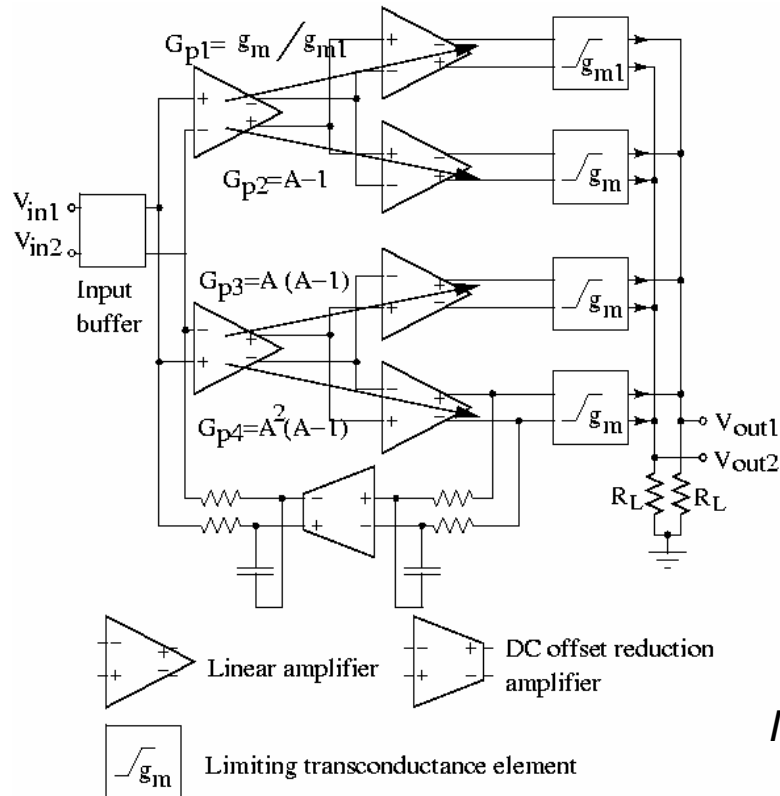 G_p1 = g_m / g_m1
+ − − + + − − + g_m1
+ − − + g_m
G_p2=A−1
V_in1
V_in2
Input
buffer
G_p3=A (A−1)
− + + − − + + − g_m
− + + − g_m
G_p4=A^2(A−1)
V_out1
V_out2
R_L R_L
− + + −
− + + − Linear amplifier
− + + − DC offset reduction
amplifier
g_m Limiting transconductance element